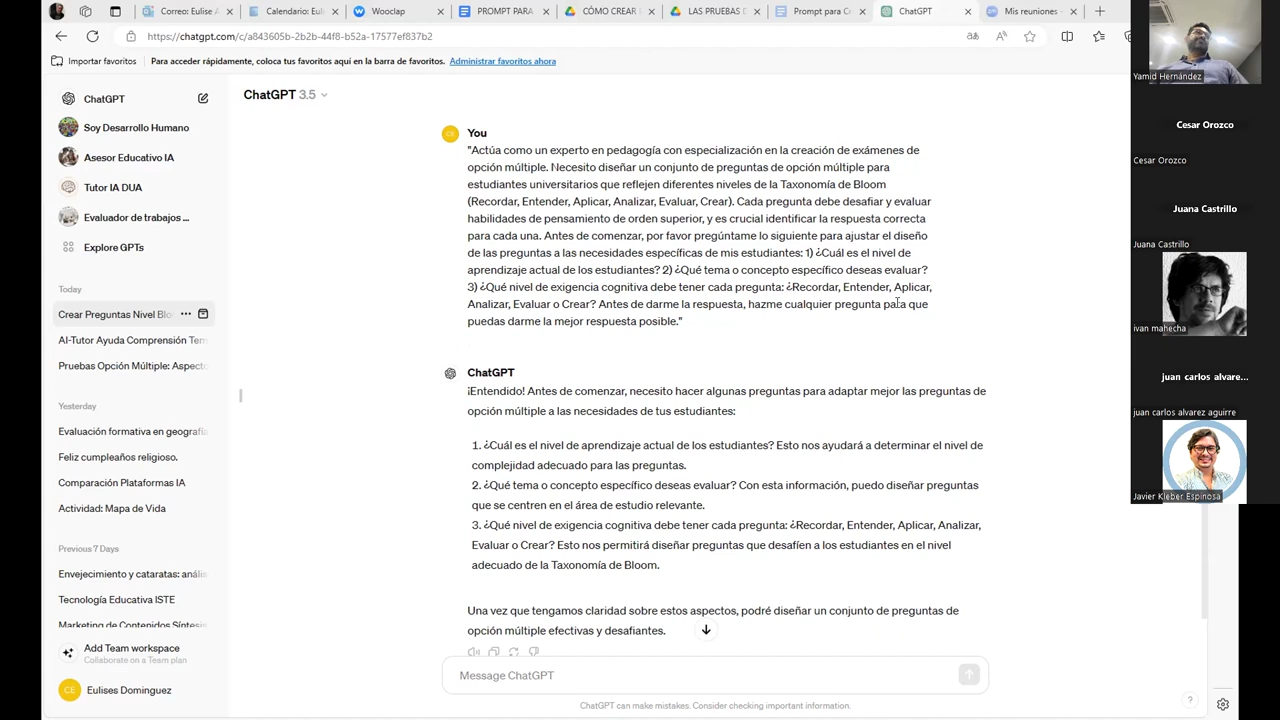 Correo: Eulise A
Calendario: Eulim
Wooclap
PROMPT PARA
CÓMO CREAR
LAS PRUEBAS D
Prompt para C
ChatGPT
Mis reuniones -
https://chatgpt.com/c/a843605b-2b2b-44f8-b52a-17577ef837b2
Importar favoritos
Para acceder rápidamente, coloca tus favoritos aquí en la barra de favoritos. Administrar favoritos ahora
ChatGPT
Soy Desarrollo Humano
Asesor Educativo IA
Tutor IA DUA
Evaluador de trabajos ...
Explore GPTs
Today
Crear Preguntas Nivel Blo
AI-Tutor Ayuda Comprensión Tem
Preguntas Opción Múltiple: Aspect
Yesterday
Evaluación formativa en geografía
Feliz cumpleaños religioso.
Comparación Plataformas IA
Actividad: Mapa de Vida
Previous 7 Days
Envejecimiento y cataratas: anális
Tecnología Educativa ISTE
Marketing de Contenidos Síntesis
Add Team workspace
Collaborate on a Team plan
CE
Eulises Dominguez
ChatGPT 3.5
CE
You
"Actúa como un experto en pedagogía con especialización en la creación de exámenes de
opción múltiple. Necesito diseñar un conjunto de preguntas de opción múltiple para
estudiantes universitarios que reflejen diferentes niveles de la Taxonomía de Bloom
(Recordar, Entender, Aplicar, Analizar, Evaluar, Crear). Cada pregunta debe desafiar y evaluar
habilidades de pensamiento de orden superior, y es crucial identificar la respuesta correcta
para cada una. Antes de comenzar, por favor pregúntame lo siguiente para ajustar el diseño
de las preguntas a las necesidades específicas de mis estudiantes: 1) ¿Cuál es el nivel de
aprendizaje actual de los estudiantes? 2) ¿Qué tema o concepto específico deseas evaluar?
3) ¿Qué nivel de exigencia cognitiva debe tener cada pregunta: ¿Recordar, Entender, Aplicar,
Analizar, Evaluar o Crear? Antes de darme la respuesta, hazme cualquier pregunta para que
puedas darme la mejor respuesta posible."
ChatGPT
¡Entendido! Antes de comenzar, necesito hacer algunas preguntas para adaptar mejor las preguntas de
opción múltiple a las necesidades de tus estudiantes:
1. ¿Cuál es el nivel de aprendizaje actual de los estudiantes? Esto nos ayudará a determinar el nivel de
complejidad adecuado para las preguntas.
2. ¿Qué tema o concepto específico deseas evaluar? Con esta información, puedo diseñar preguntas
que se centren en el área de estudio relevante.
3. ¿Qué nivel de exigencia cognitiva debe tener cada pregunta: ¿Recordar, Entender, Aplicar, Analizar,
Evaluar o Crear? Esto nos permitirá diseñar preguntas que desafíen a los estudiantes en el nivel
adecuado de la Taxonomía de Bloom.
Una vez que tengamos claridad sobre estos aspectos, podré diseñar un conjunto de preguntas de
opción múltiple efectivas y desafiantes.
Message ChatGPT
ChatGPT can make mistakes. Consider checking important information.
?
Yamid Hernández
Cesar Orozco
Cesar Orozco
Juana Castrillo
Juana Castrillo
ivan mahecha
juan carlos alvare...
juan carlos alvarez aguirre
Javier Kleber Espinosa